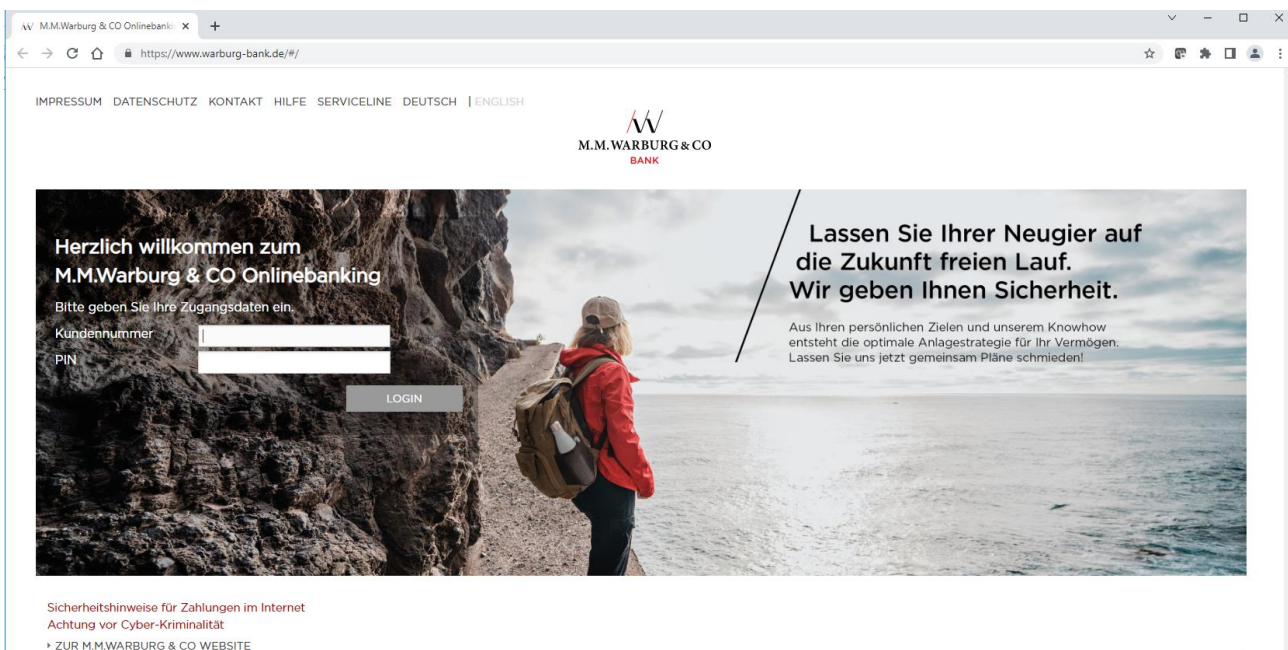 M.M.Warburg & CO Onlinebanki
https://www.warburg-bank.de/#/
IMPRESSUM DATENSCHUTZ KONTAKT HILFE SERVICELINE DEUTSCH | ENGLISH
M.M.WARBURG & CO
BANK
Herzlich willkommen zum
M.M.Warburg & CO Onlinebanking
Bitte geben Sie Ihre Zugangsdaten ein.
Kundennummer
PIN
LOGIN
Lassen Sie Ihrer Neugier auf
die Zukunft freien Lauf.
Wir geben Ihnen Sicherheit.
Aus Ihren persönlichen Zielen und unserem Knowhow
entsteht die optimale Anlagestrategie für Ihr Vermögen.
Lassen Sie uns jetzt gemeinsam Pläne schmieden!
Sicherheitshinweise für Zahlungen im Internet
Achtung vor Cyber-Kriminalität
ZUR M.M.WARBURG & CO WEBSITE